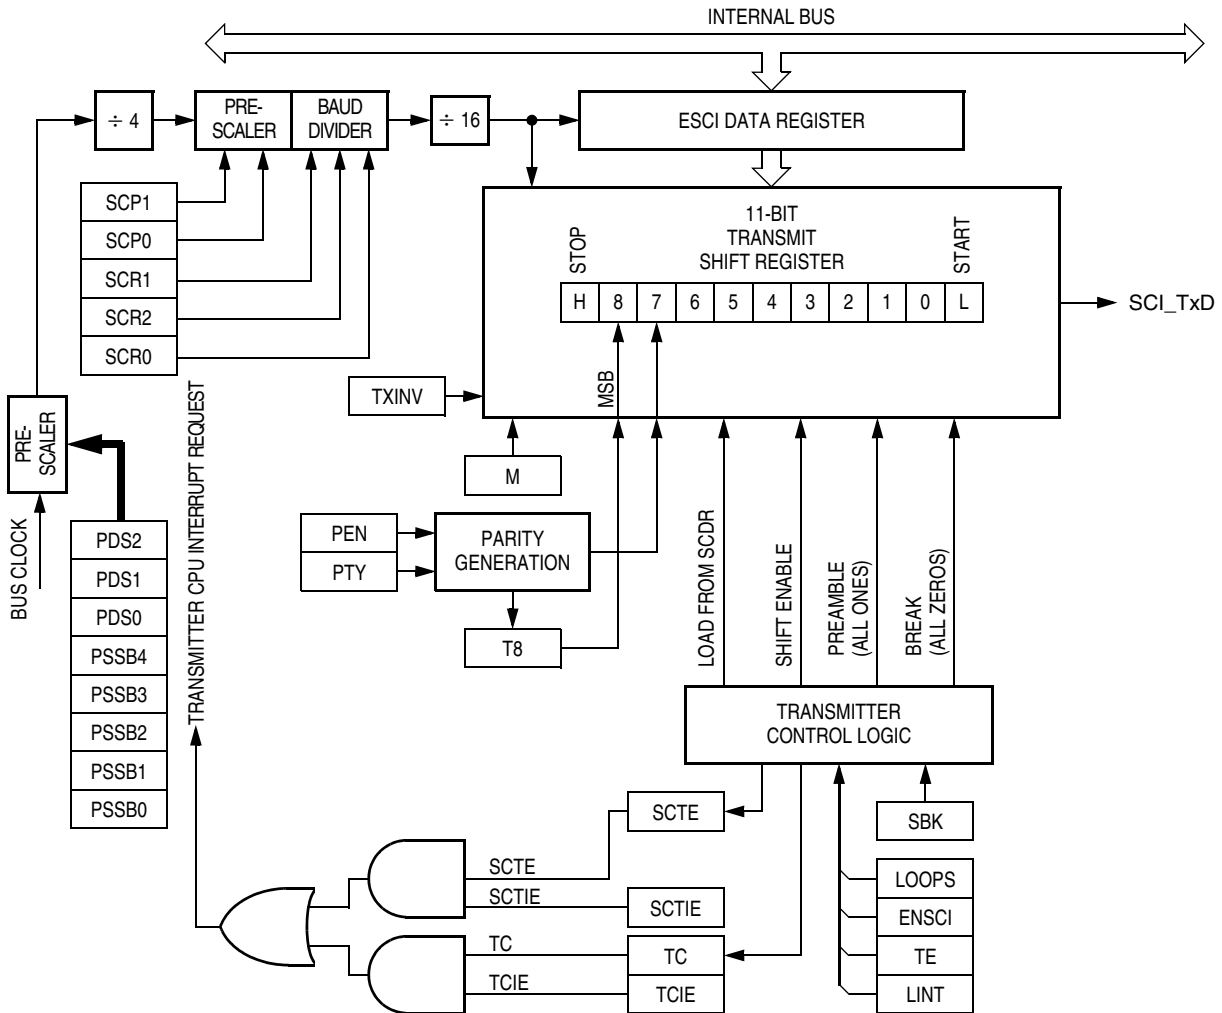 INTERNAL BUS
÷ 4
PRE-
SCALER
BAUD
DIVIDER
÷ 16
ESCI DATA REGISTER
SCP1
SCP0
SCR1
SCR2
SCR0
11-BIT
TRANSMIT
SHIFT REGISTER
STOP
START
H 8 7 6 5 4 3 2 1 0 L
SCI_TxD
MSB
TXINV
M
PRE-
SCALER
BUS CLOCK
TRANSMITTER CPU INTERRUPT REQUEST
PDS2
PDS1
PDS0
PSSB4
PSSB3
PSSB2
PSSB1
PSSB0
PEN
PTY
PARITY
GENERATION
T8
LOAD FROM SCDR
SHIFT ENABLE
PREAMBLE
(ALL ONES)
BREAK
(ALL ZEROS)
TRANSMITTER
CONTROL LOGIC
SCTE
SBK
SCTE
SCTIE
SCTIE
TC
TC
TCIE
TCIE
LOOPS
ENSCI
TE
LINT